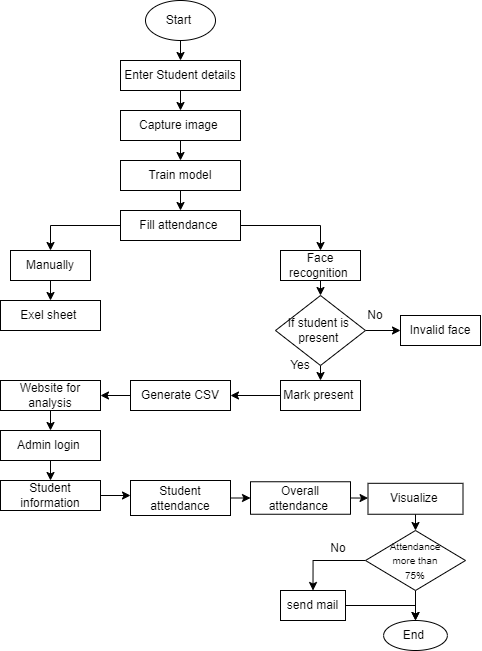 Start
Enter Student details
Capture image
Train model
Fill attendance
Manually
Face
recognition
Exel sheet
If student is
present
No
Invalid face
Yes
Website for
analysis
Generate CSV
Mark present
Admin login
Student
information
Student
attendance
Overall
attendance
Visualize
No
Attendance
more than
75%
send mail
End